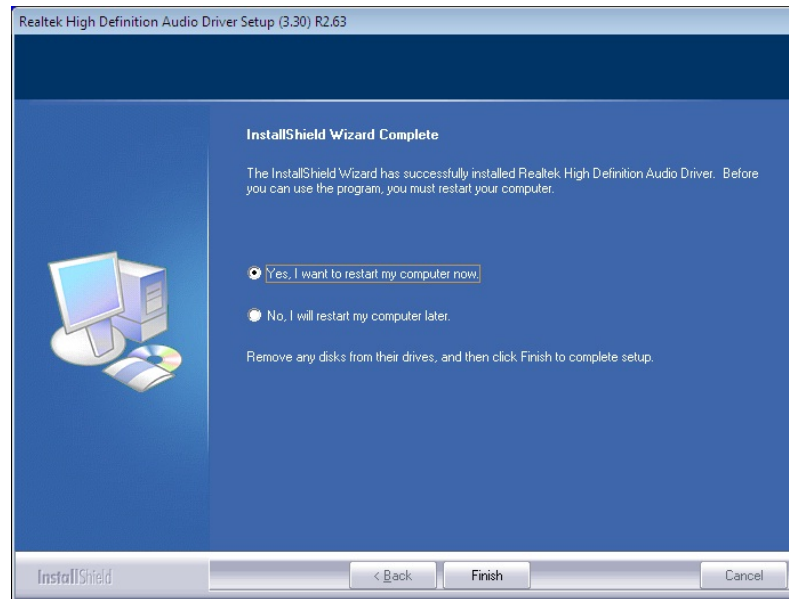 Realtek High Definition Audio Driver Setup (3.30) R2.63
InstallShield Wizard Complete
The InstallShield Wizard has successfully installed Realtek High Definition Audio Driver. Before
you can use the program, you must restart your computer.
Yes, I want to restart my computer now.
No, I will restart my computer later.
Remove any disks from their drives, and then click Finish to complete setup.
InstallShield
< Back Finish Cancel